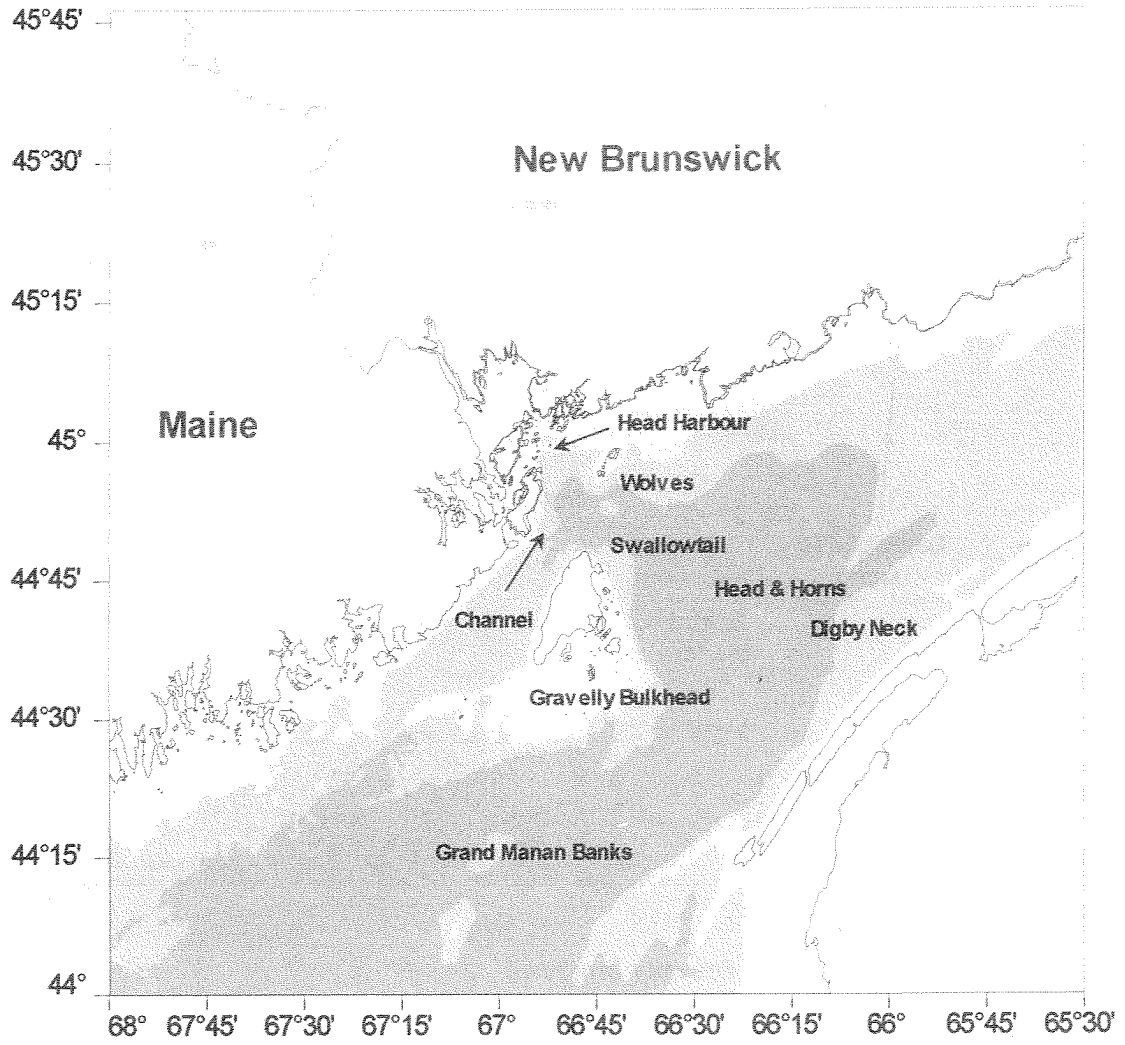 45°45'
45°30'
New Brunswick
45°15'
Maine
45°
Head Harbour
Wolves
Swallowtail
44°45'
Head & Horns
Channel
Digby Neck
Gravelly Bulkhead
44°30'
44°15'
Grand Manan Banks
44°
68° 67°45' 67°30' 67°15' 67° 66°45' 66°30' 66°15' 66° 65°45' 65°30'